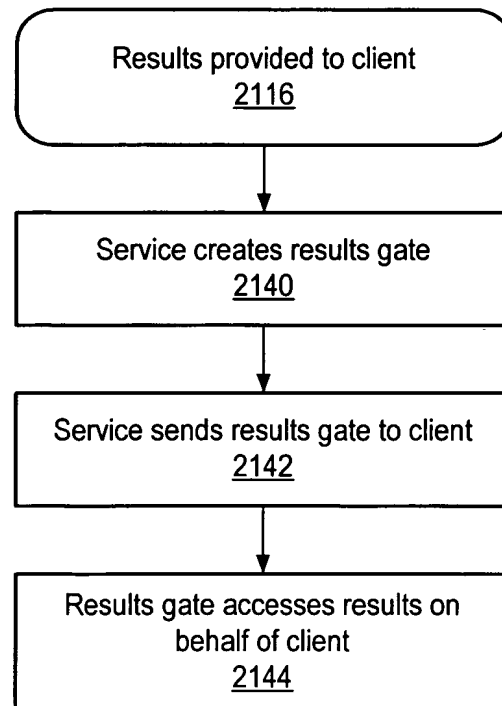 Results provided to client
2116
Service creates results gate
2140
Service sends results gate to client
2142
Results gate accesses results on
behalf of client
2144